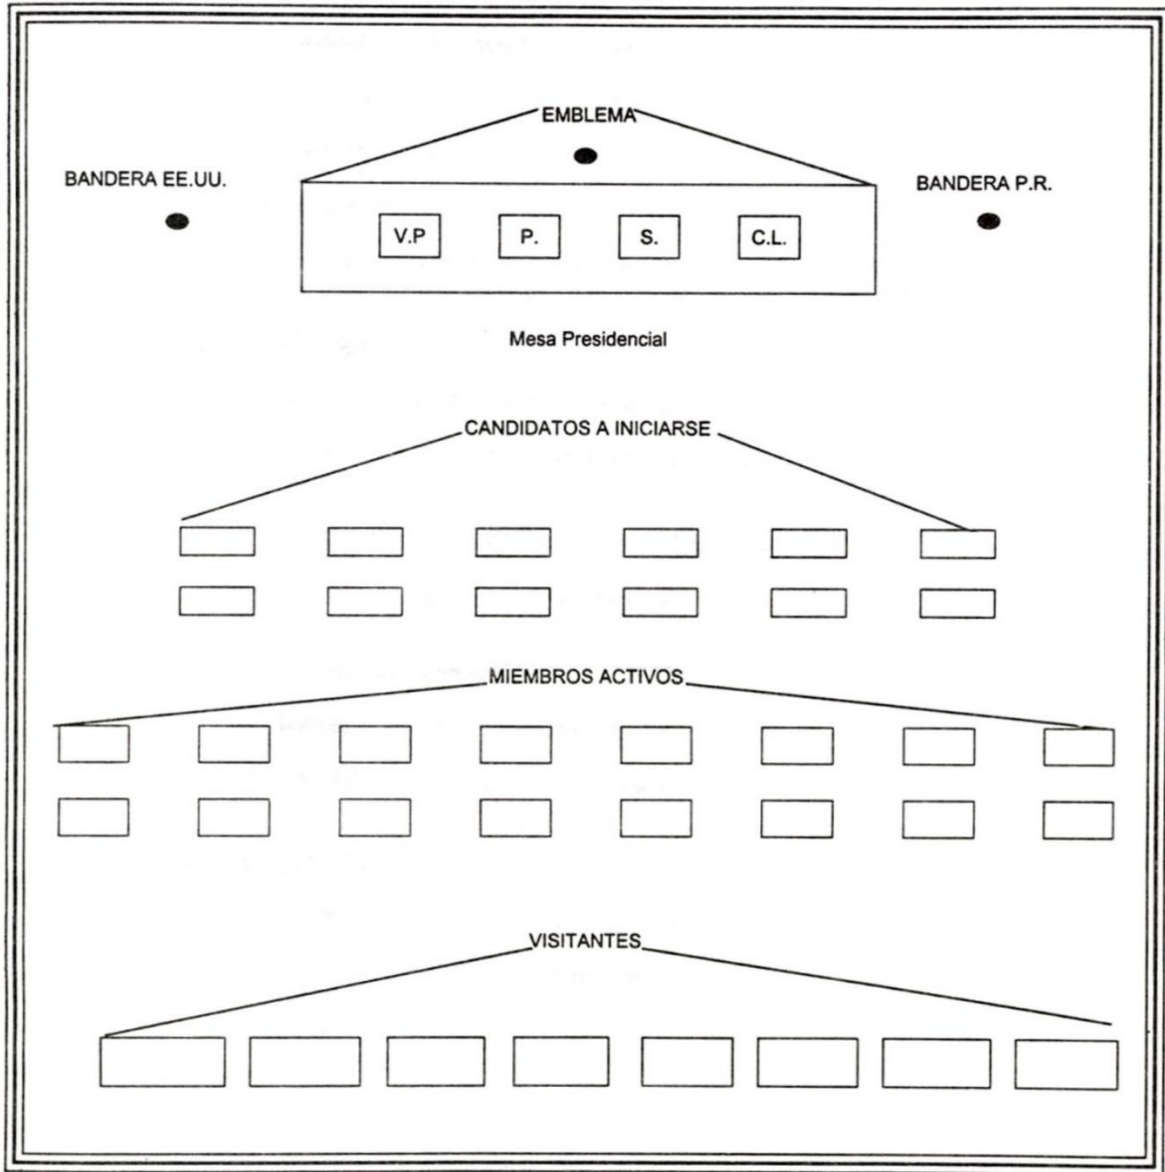 EMBLEMA
BANDERA EE.UU.
BANDERA P.R.
V.P
P.
S.
C.L.
Mesa Presidencial
CANDIDATOS A INICIARSE
MIEMBROS ACTIVOS
VISITANTES